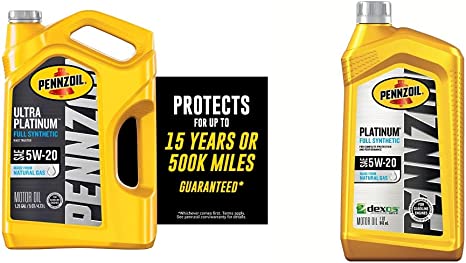 PENNZOIL
ULTRA
PLATINUM™
FULL SYNTHETIC
SAE 5W-20
MADE FROM
NATURAL GAS
MOTOR OIL
PENNZOIL
PROTECTS
FOR UP TO
15 YEARS OR
500K MILES
GUARANTEED*
*Whichever comes first. Terms apply.
See pennzoil.com/warranty for details.
PENNZOIL
PLATINUM™
FULL SYNTHETIC
SAE 5W-20
MADE FROM
NATURAL GAS
dexos
MOTOR OIL
PENNZOIL